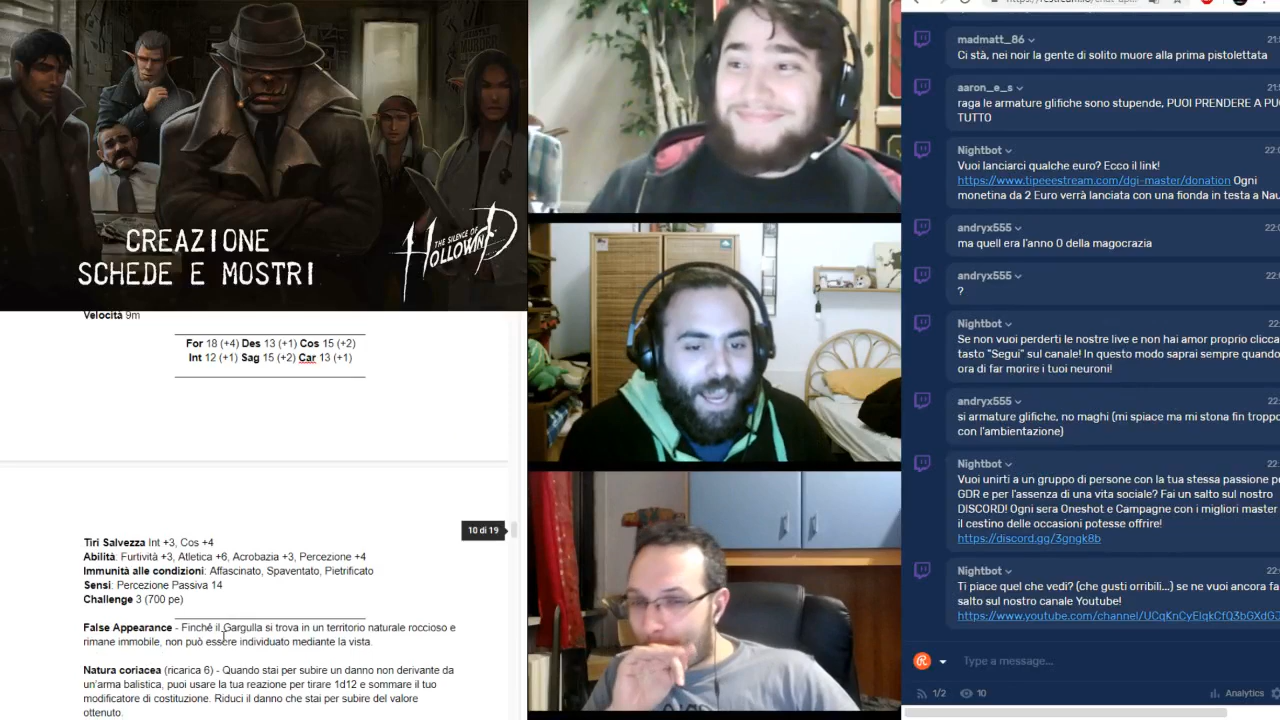 CREAZIONE
SCHEDE E MOSTRI
THE SILENCE OF
HOLLOWIND
Velocità 9m
For 18 (+4) Des 13 (+1) Cos 15 (+2)
Int 12 (+1) Sag 15 (+2) Car 13 (+1)
10 di 19
Tiri Salvezza Int +3, Cos +4
Abilità: Furtività +3, Atletica +6, Acrobazia +3, Percezione +4
Immunità alle condizioni: Affascinato, Spaventato, Pietrificato
Sensi: Percezione Passiva 14
Challenge 3 (700 pe)
False Appearance - Finché il Gargulla si trova in un territorio naturale roccioso e
rimane immobile, non può essere individuato mediante la vista.
Natura coriacea (ricarica 6) - Quando stai per subire un danno non derivante da
un'arma balistica, puoi usare la tua reazione per tirare 1d12 e sommare il tuo
modificatore di costituzione. Riduci il danno che stai per subire del valore
ottenuto.
madmatt_86
Ci stà, nei noir la gente di solito muore alla prima pistolettata
aaron_e_s
raga le armature glifiche sono stupende, PUOI PRENDERE A
TUTTO
Nightbot 22:
Vuoi lanciarci qualche euro? Ecco il link!
https://www.tipeeestream.com/dgi-master/donation Ogni
monetina da 2 Euro verrà lanciata con una fionda in testa a
andryx555 22:
ma quell era l'anno 0 della magocrazia
andryx555 22:
?
Nightbot 22:
Se non vuoi perderti le nostre live e non hai amor proprio clicca
tasto "Segui" sul canale! In questo modo saprai sempre quando
ora di far morire i tuoi neuroni!
andryx555 22:
si armature glifiche, no maghi (mi spiace ma mi stona fin troppo
con l'ambientazione)
Nightbot 22:
Vuoi unirti a un gruppo di persone con la tua stessa passione
GDR e per l'assenza di una vita sociale? Fai un salto sul nostro
DISCORD! Ogni sera Oneshot e Campagne con i migliori master
il cestino delle occasioni potesse offrire!
https://discord.gg/3gngk8b
Nightbot 22:
Ti piace quel che vedi? (che gusti orribili...) se ne vuoi ancora
salto sul nostro canale Youtube!
https://www.youtube.com/channel/UCqKnCyEIqkCfQ3bGXdGJ
Type a message...
1/2 10 Analytics